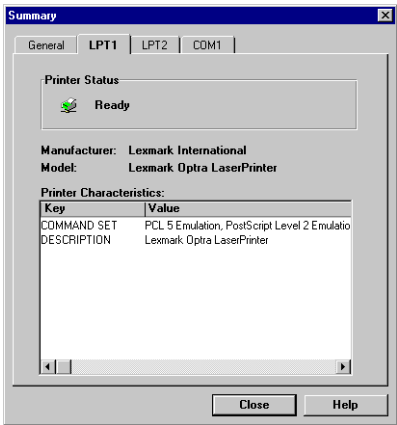 Summary
General LPT1 LPT2 COM1
Printer Status
Ready
Manufacturer: Lexmark International
Model: Lexmark Optra LaserPrinter
Printer Characteristics:
Key Value
COMMAND SET PCL 5 Emulation, PostScript Level 2 Emulatio
DESCRIPTION Lexmark Optra LaserPrinter
Close Help